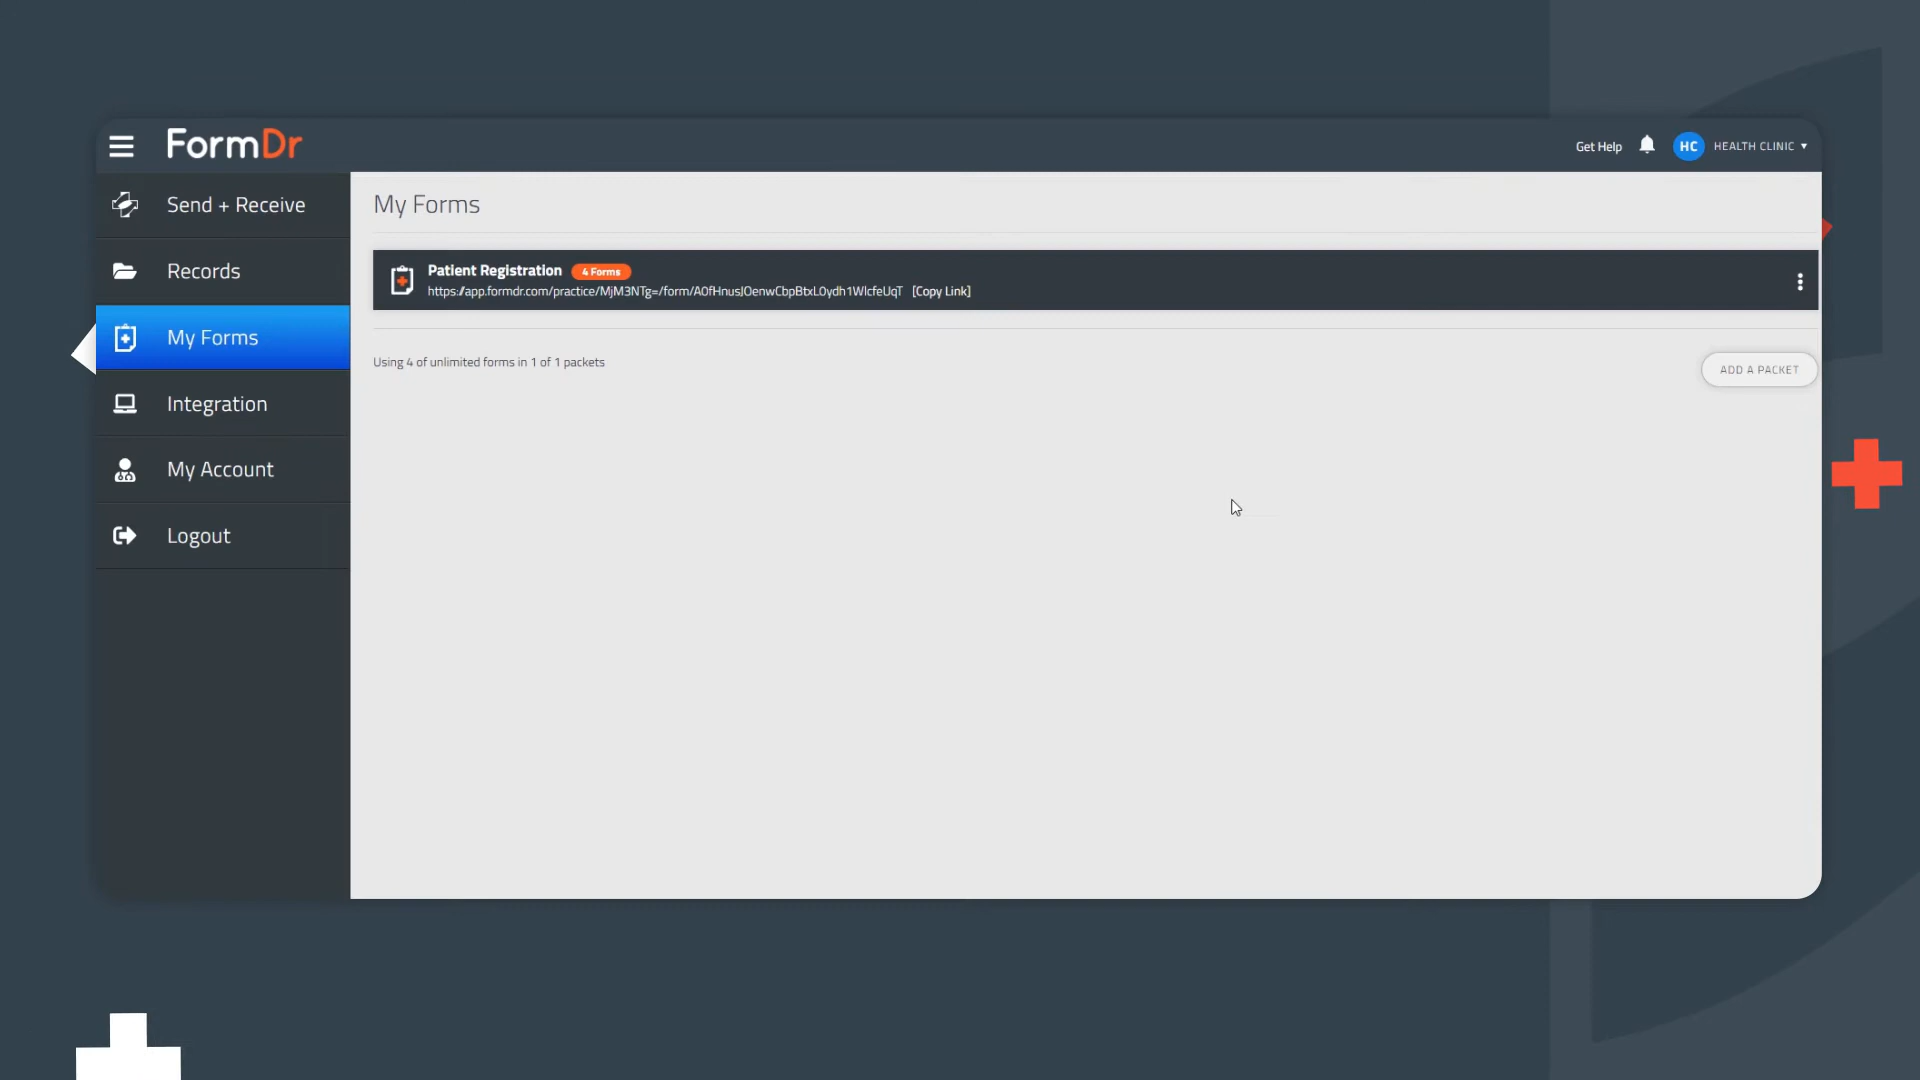 FormDr
Get Help
HC
HEALTH CLINIC
Send + Receive
Records
My Forms
Integration
My Account
Logout
My Forms
Patient Registration 4 Forms
https://app.formdr.com/practice/MjM3NTg=/form/A0fHnusJOenwCbpBtxL0ydh1WlcfeUqT [Copy Link]
Using 4 of unlimited forms in 1 of 1 packets
ADD A PACKET